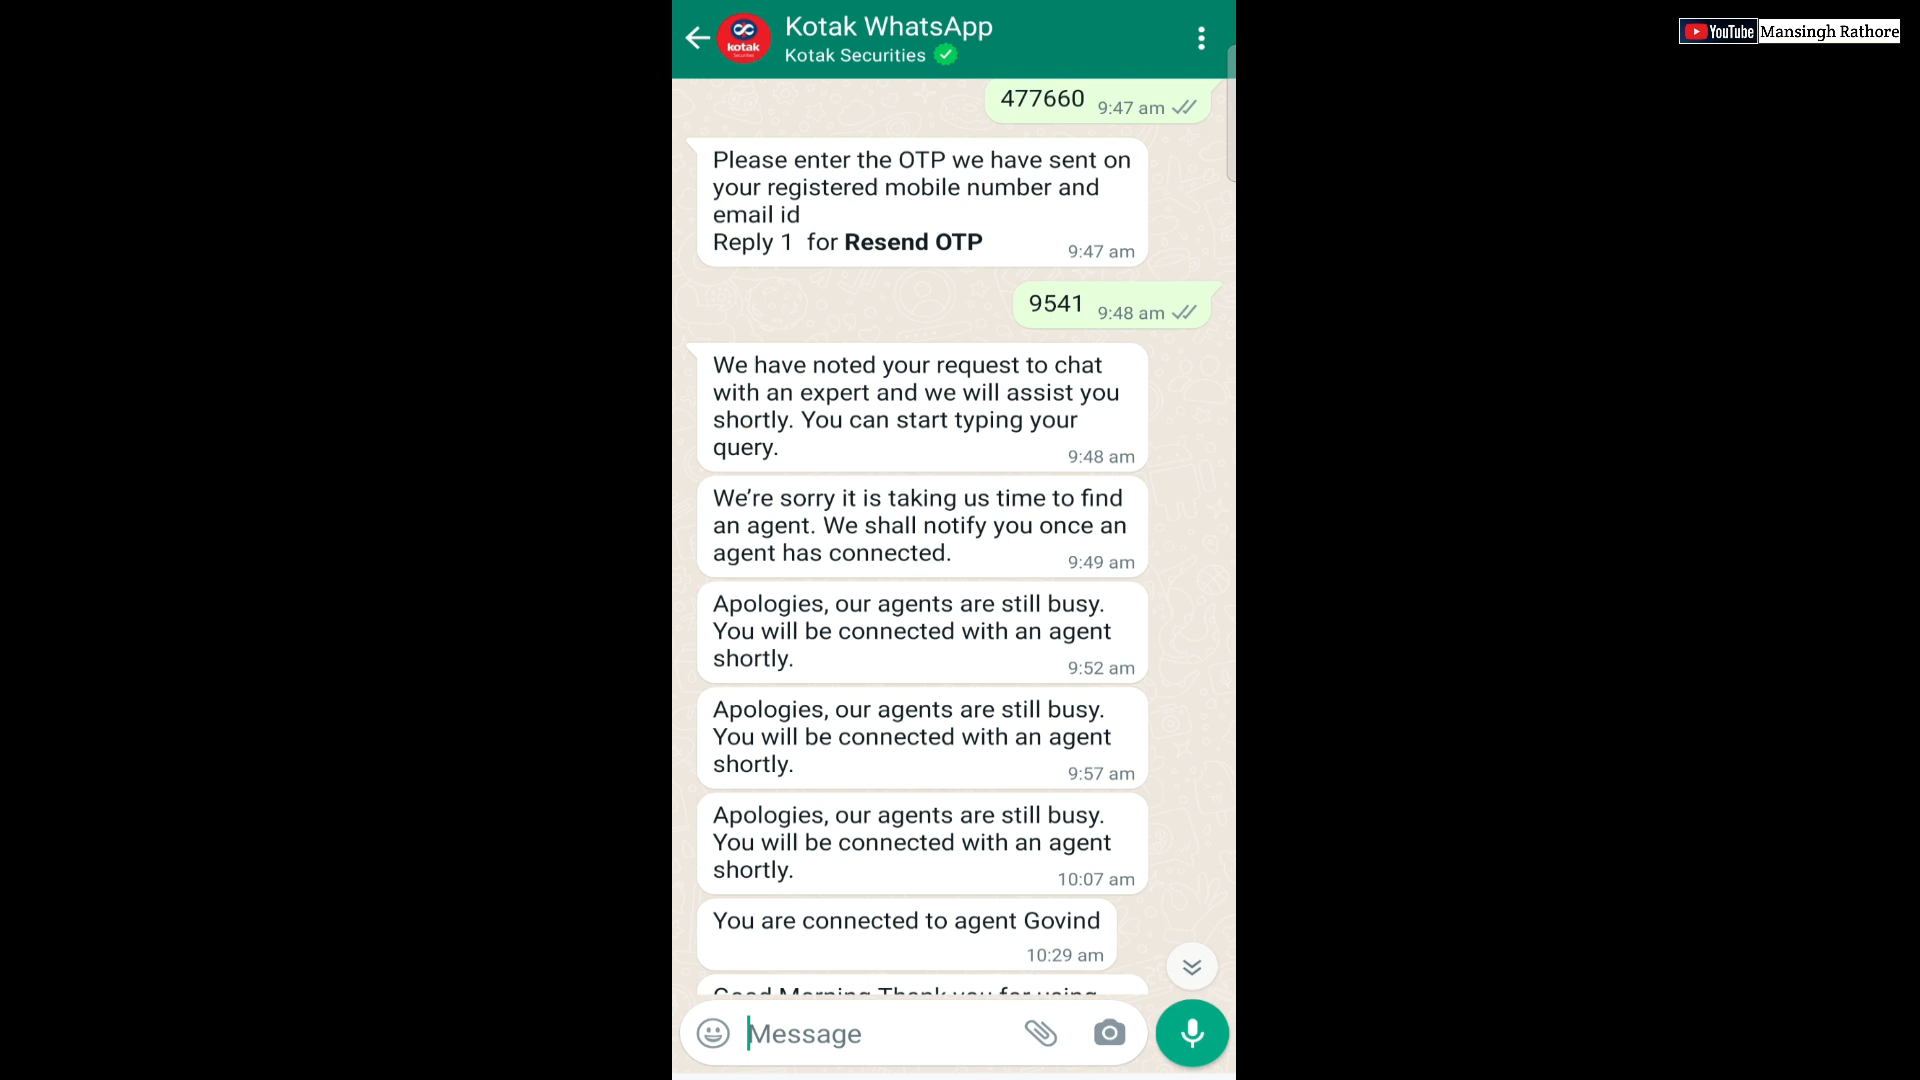 Kotak WhatsApp
Kotak Securities
kotak
Securities
YouTube Mansingh Rathore
477660 9:47 am
Please enter the OTP we have sent on
your registered mobile number and
email id
Reply 1 for Resend OTP
9:47 am
9541 9:48 am
We have noted your request to chat
with an expert and we will assist you
shortly. You can start typing your
query.
9:48 am
We’re sorry it is taking us time to find
an agent. We shall notify you once an
agent has connected.
9:49 am
Apologies, our agents are still busy.
You will be connected with an agent
shortly.
9:52 am
Apologies, our agents are still busy.
You will be connected with an agent
shortly.
9:57 am
Apologies, our agents are still busy.
You will be connected with an agent
shortly.
10:07 am
You are connected to agent Govind
10:29 am
Good Morning Thank you for using
Message